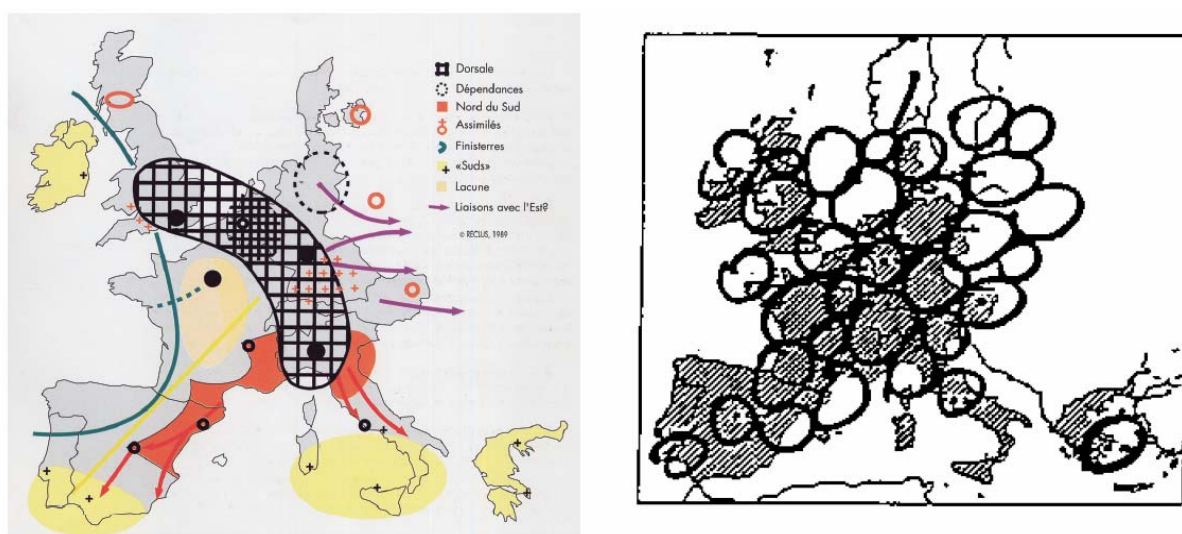 Dorsale
Dépendances
Nord du Sud
Assimilés
Finisterres
«Suds»
Lacune
Liaisons avec l'Est?
© RECLUS, 1989